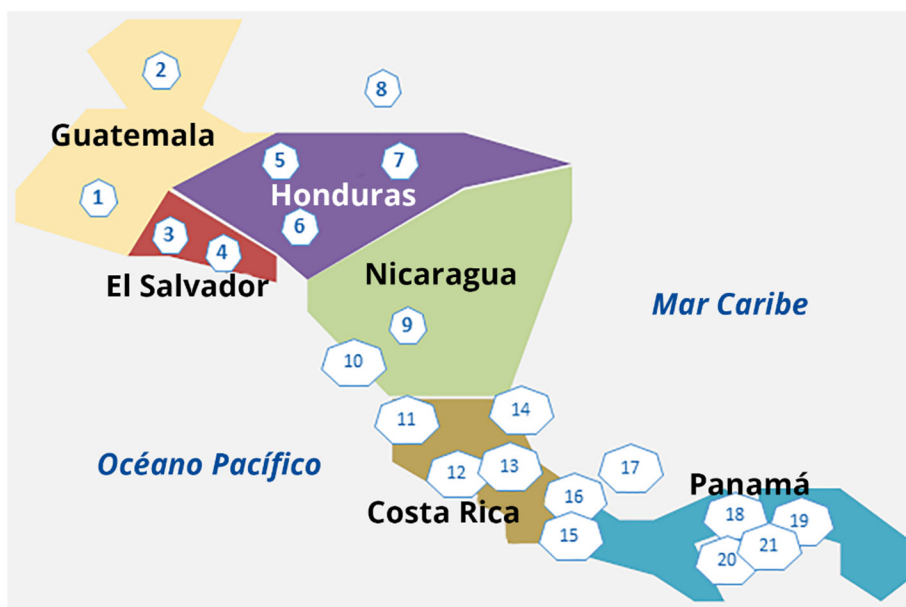 2
8
Guatemala
5
7
1
Honduras
6
3
4
El Salvador
Nicaragua
Mar Caribe
9
10
11
14
Océano Pacífico
12
13
17
16
Panamá
Costa Rica
18
19
15
21
20